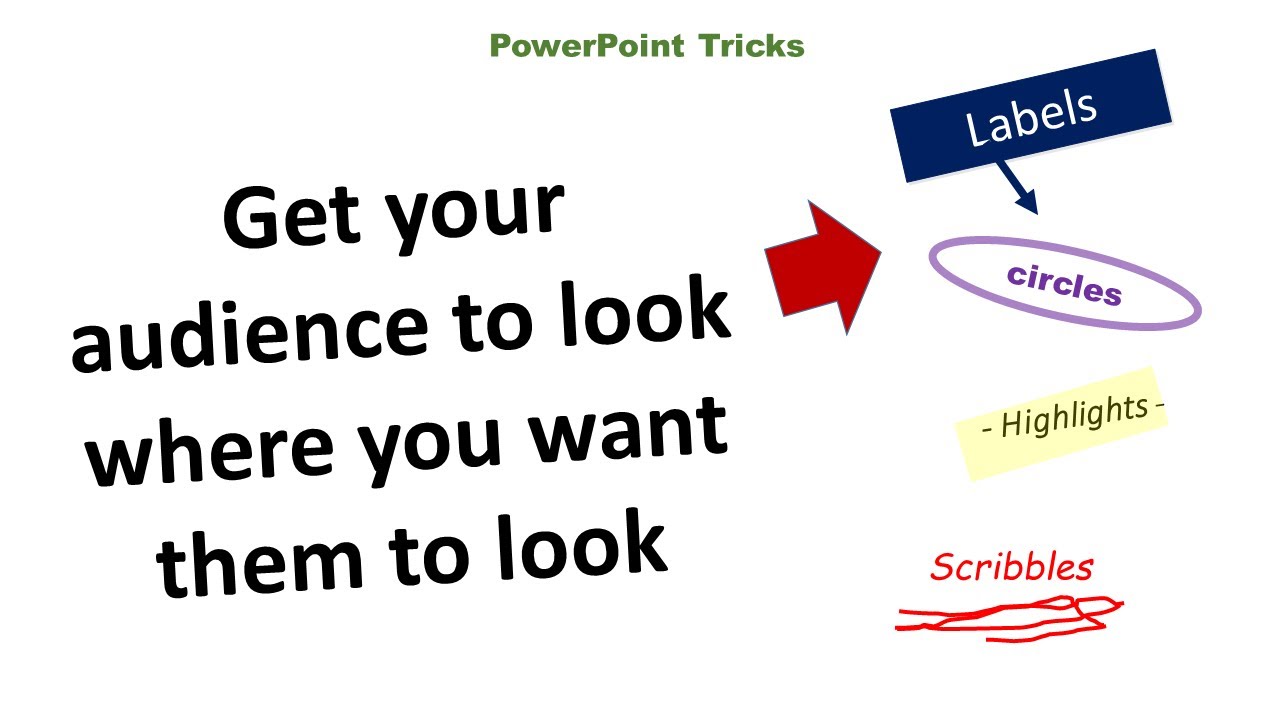 PowerPoint Tricks
Get your
audience to look
where you want
them to look
Labels
circles
- Highlights -
Scribbles